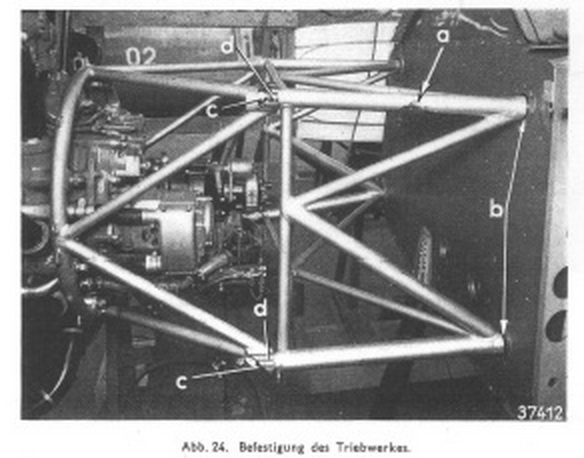 02
d
a
c
b
d
c
37412
Abb. 24. Befestigung des Triebwerkes.